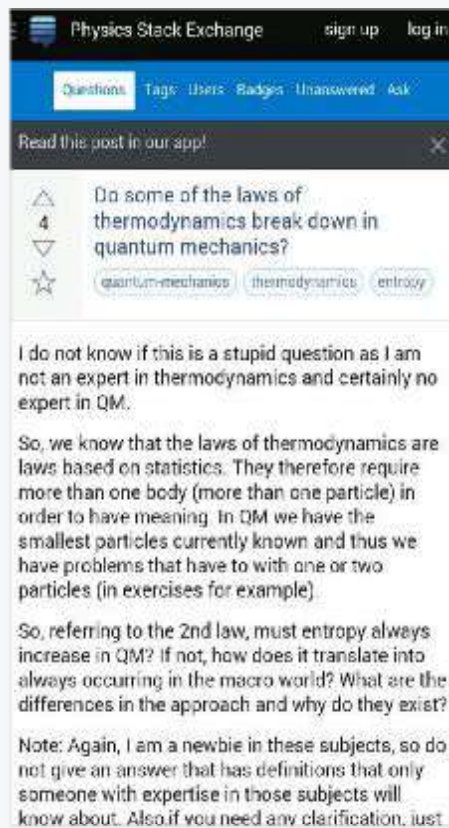 Physics Stack Exchange sign up log in
Questions Tags Users Badges Unanswered Ask
Read this post in our app!
4
Do some of the laws of
thermodynamics break down in
quantum mechanics?
quantum-mechanics thermodynamics entropy
I do not know if this is a stupid question as I am
not an expert in thermodynamics and certainly no
expert in QM.
So, we know that the laws of thermodynamics are
laws based on statistics. They therefore require
more than one body (more than one particle) in
order to have meaning. In QM we have the
smallest particles currently known and thus we
have problems that have to with one or two
particles (in exercises for example).
So, referring to the 2nd law, must entropy always
increase in QM? If not, how does it translate into
always occurring in the macro world? What are the
differences in the approach and why do they exist?
Note: Again, I am a newbie in these subjects, so do
not give an answer that has definitions that only
someone with expertise in those subjects will
know about. Also,if you need any clarification, just